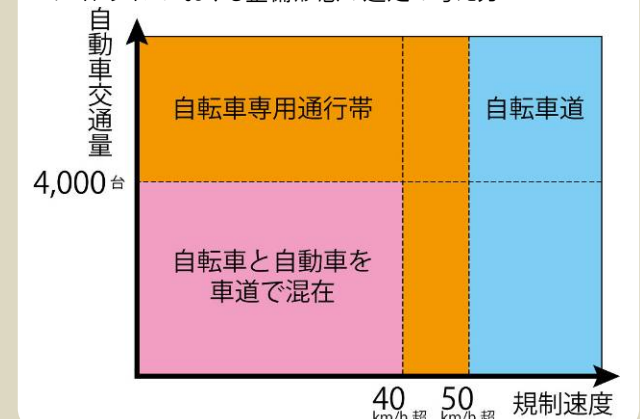 自動車交通量
自転車専用通行帯
自転車道
4,000台
自転車と自動車を
車道で混在
40 50
km/h 超 km/h 超
規制速度